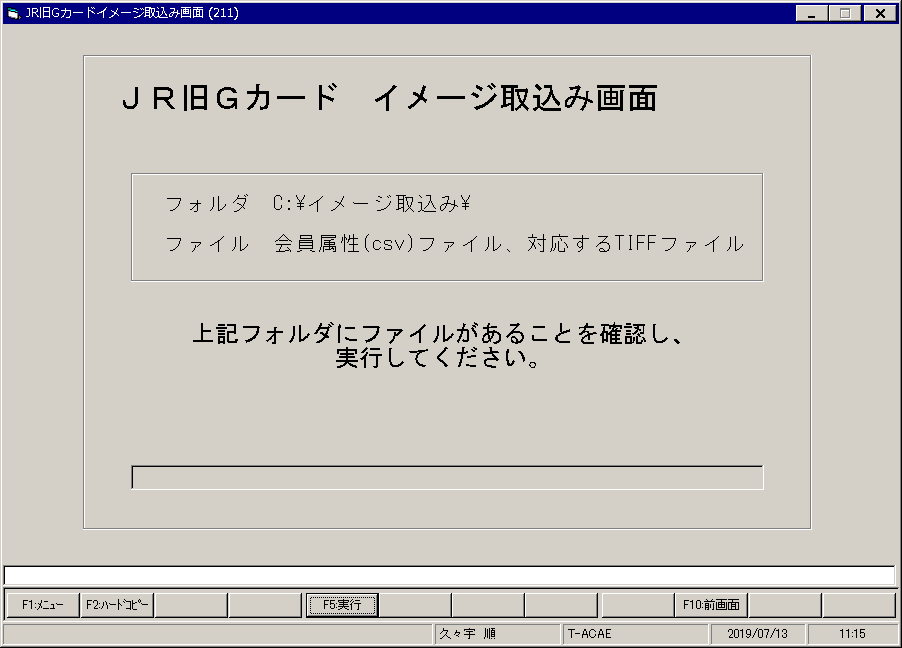 JR旧Gカードイメージ取込み画面 (211)
ＪＲ旧Ｇカード　イメージ取込み画面
フォルダ　C:¥イメージ取込み¥
ファイル　会員属性(csv)ファイル、対応するTIFFファイル
上記フォルダにファイルがあることを確認し、
実行してください。
F1:ﾒﾆｭｰ F2:ﾊｰﾄﾞｺﾋﾟｰ F5:実行 F10:前画面
久々宇 順 T-ACAE 2019/07/13 11:15